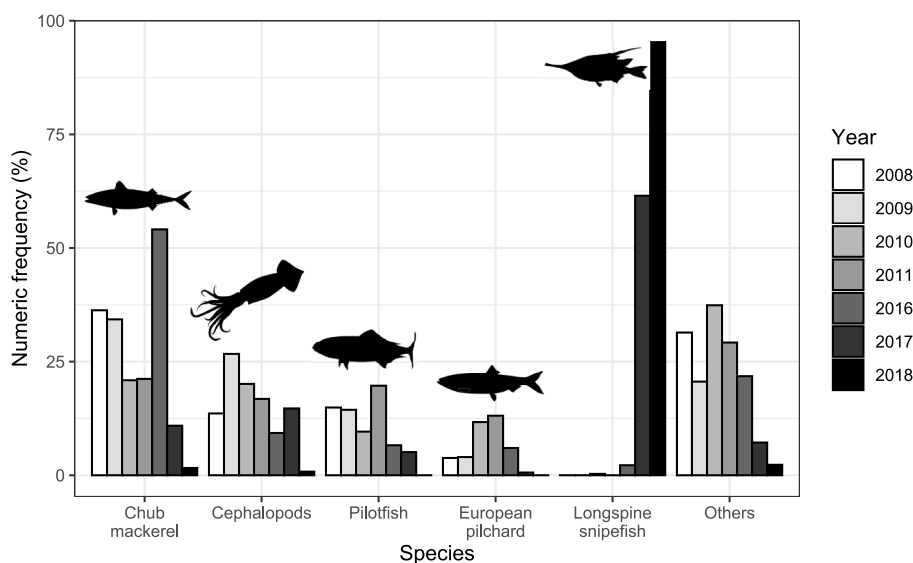 100
75
50
25
0
Numeric frequency (%)
Chub
mackerel
Cephalopods
Pilotfish
European
pilchard
Longspine
snipefish
Others
Species
Year
2008
2009
2010
2011
2016
2017
2018